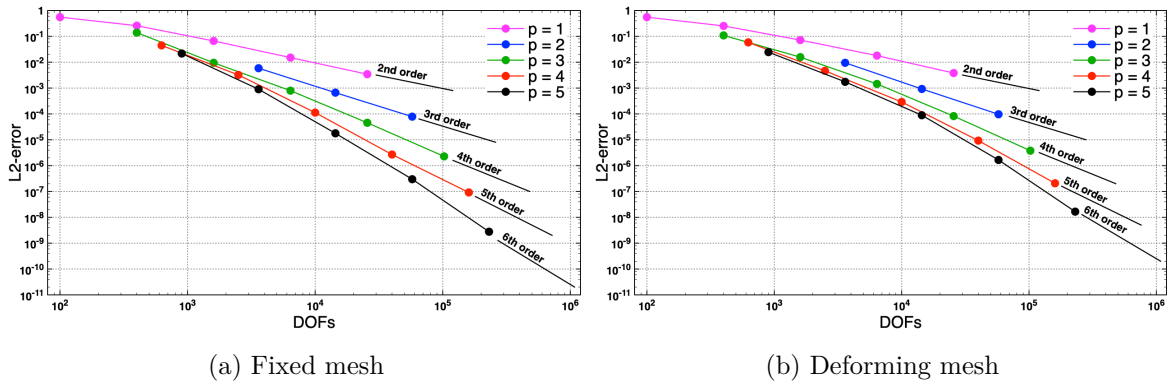 1
10-1
10-2
10-3
10-4
10-5
10-6
10-7
10-8
10-9
10-10
10-11
L2-error
p = 1
p = 2
p = 3
p = 4
p = 5
2nd order
3rd order
4th order
5th order
6th order
102
103
104
105
106
DOFs
(a) Fixed mesh
1
10-1
10-2
10-3
10-4
10-5
10-6
10-7
10-8
10-9
10-10
10-11
L2-error
p = 1
p = 2
p = 3
p = 4
p = 5
2nd order
3rd order
4th order
5th order
6th order
102
103
104
105
106
DOFs
(b) Deforming mesh